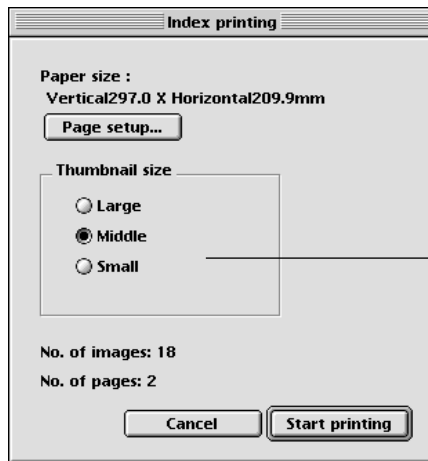 Index printing
Paper size :
Vertical297.0 X Horizontal209.9mm
Page setup...
Thumbnail size
Large
Middle
Small
No. of images: 18
No. of pages: 2
Cancel
Start printing